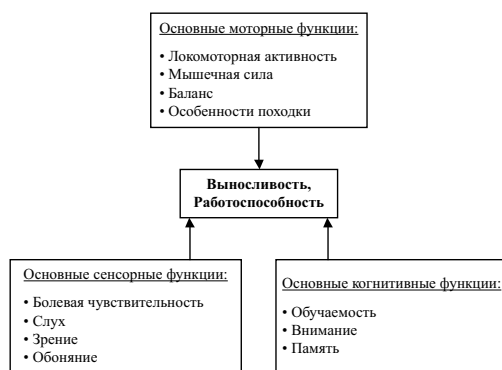 Основные моторные функции:
• Локомоторная активность
• Мышечная сила
• Баланс
• Особенности походки
Выносливость,
Работоспособность
Основные сенсорные функции:
• Болевая чувствительность
• Слух
• Зрение
• Обоняние
Основные когнитивные функции:
• Обучаемость
• Внимание
• Память